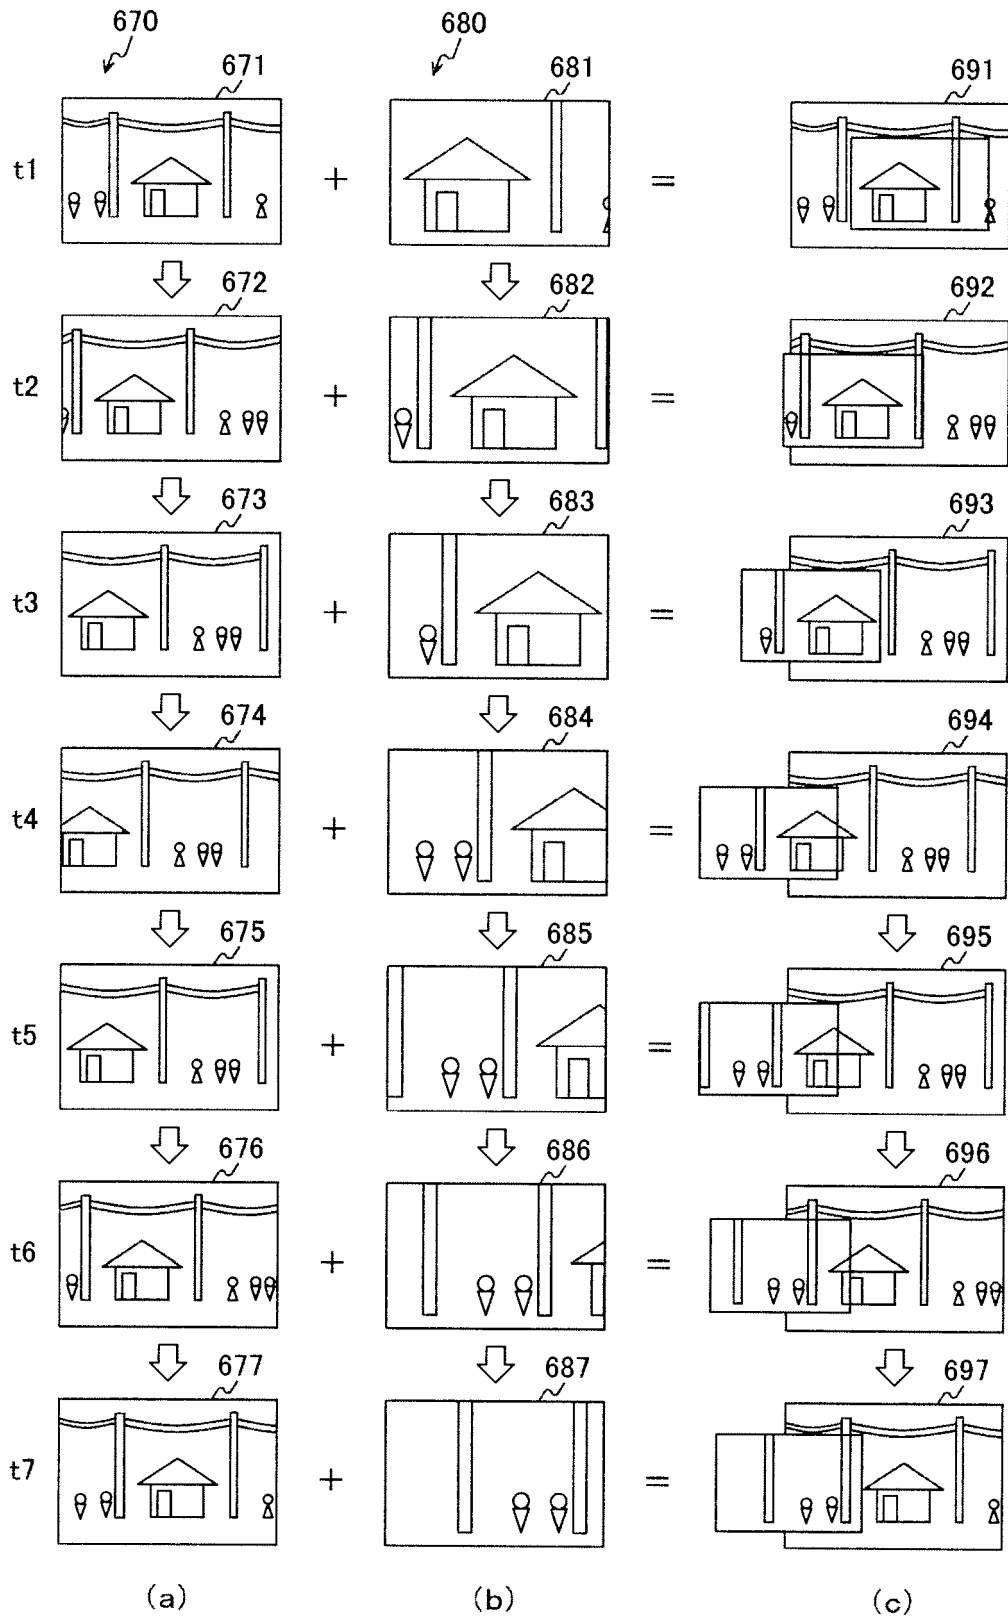 670 680
671 681 691
t1 + =
672 682 692
t2 + =
673 683 693
t3 + =
674 684 694
t4 + =
675 685 695
t5 + =
676 686 696
t6 + =
677 687 697
t7 + =
(a) (b) (c)